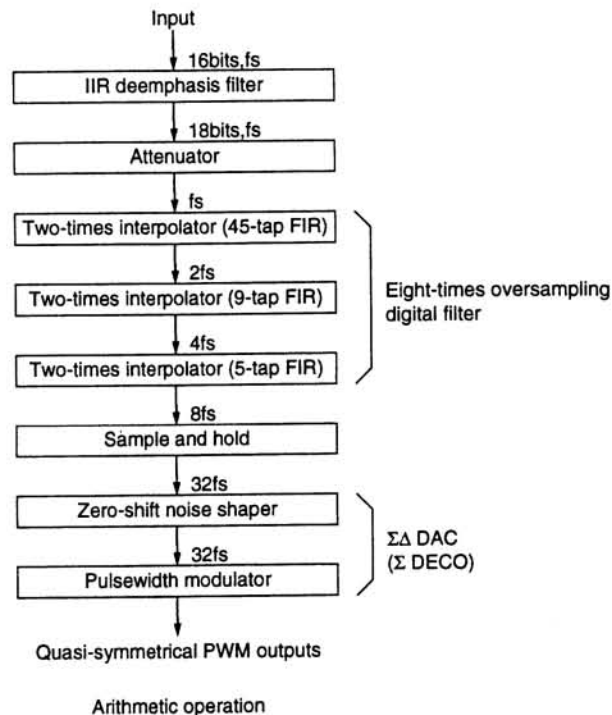 Input
16bits,fs
IIR deemphasis filter
18bits,fs
Attenuator
fs
Two-times interpolator (45-tap FIR)
2fs
Two-times interpolator (9-tap FIR)
4fs
Two-times interpolator (5-tap FIR)
Eight-times oversampling
digital filter
8fs
Sample and hold
32fs
Zero-shift noise shaper
32fs
Pulsewidth modulator
ΣΔ DAC
(Σ DECO)
Quasi-symmetrical PWM outputs
Arithmetic operation